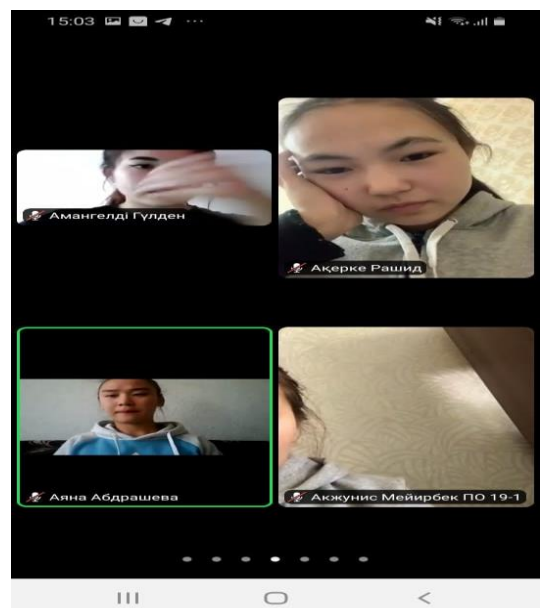 15:03
Амангелді Гүлден
Ақерке Рашид
Аяна Абдрашева
Акжунис Мейирбек ПО 19-1